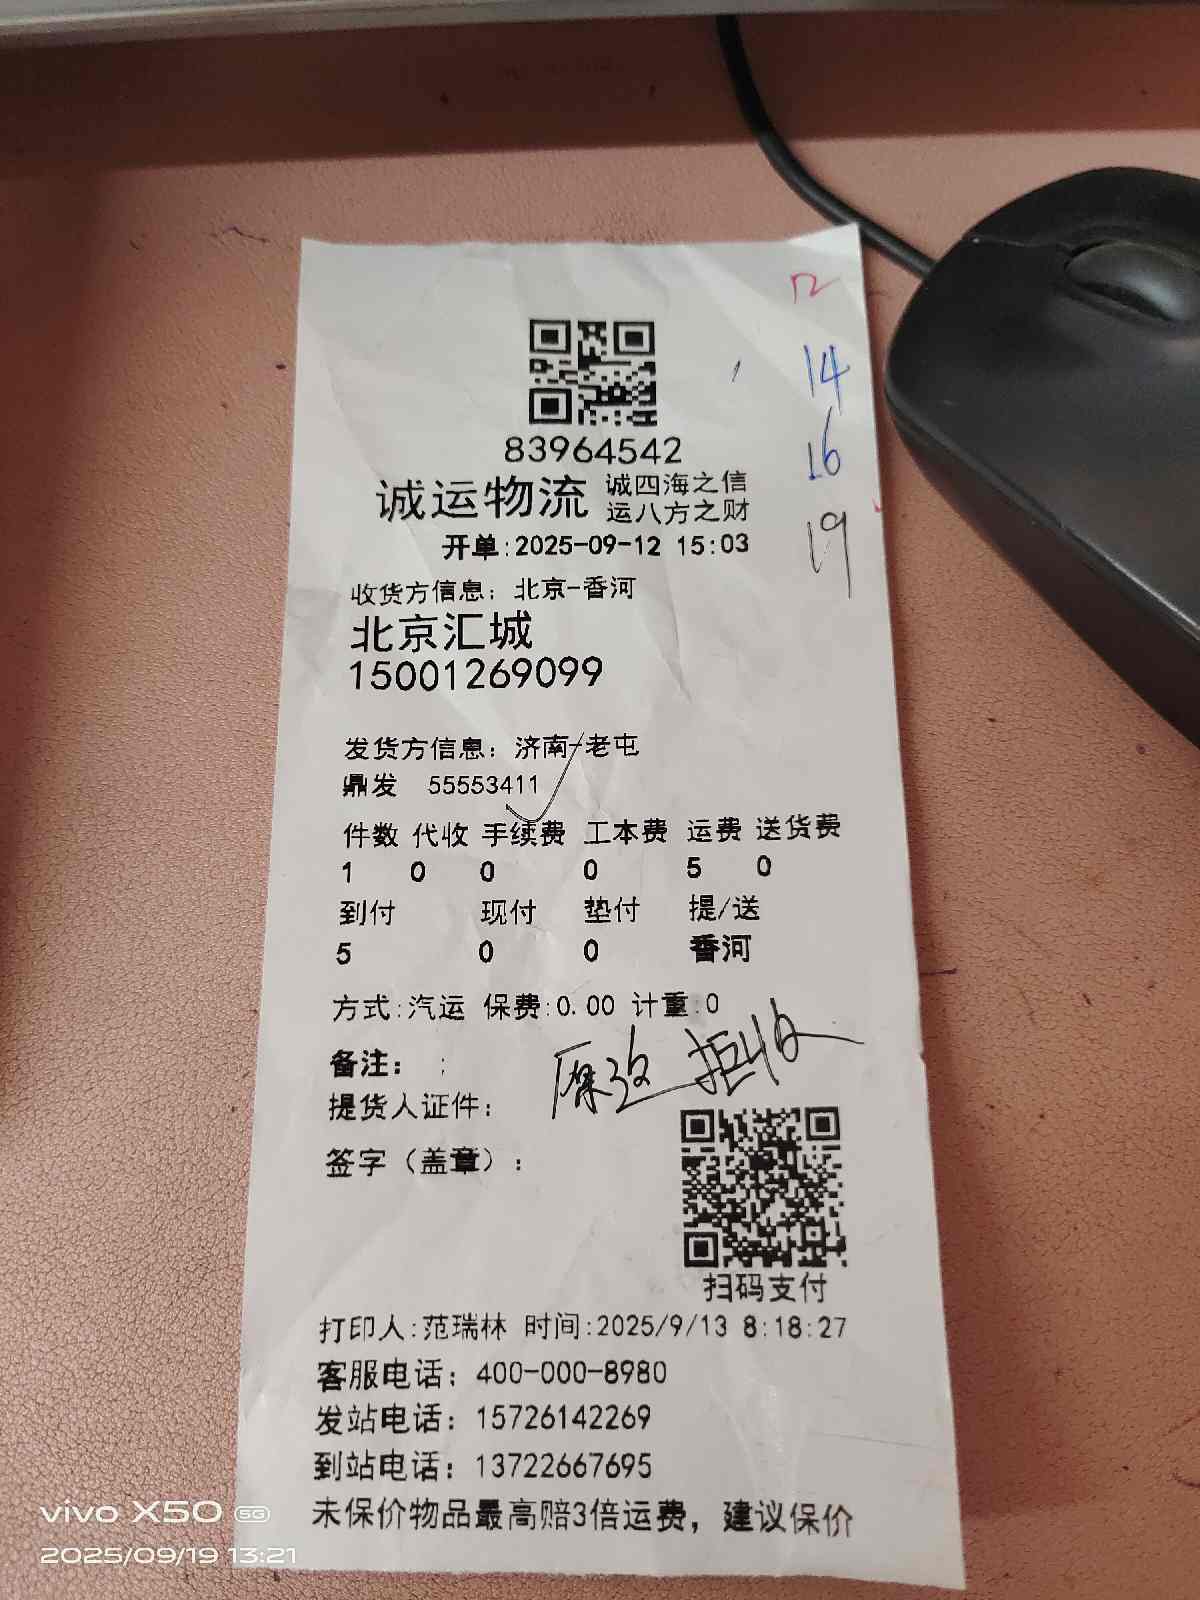 12
14
16
19
83964542
诚运物流 诚四海之信
运八方之财
开单:2025-09-12 15:03
收货方信息：北京-香河
北京汇城
15001269099
发货方信息：济南-老屯
鼎发 55553411
件数 代收 手续费 工本费 运费 送货费
1 0 0 0 5 0
到付 现付 垫付 提/送
5 0 0 香河
方式:汽运 保费:0.00 计重:0
备注： ;
原返 拒收
提货人证件：
签字（盖章）：
扫码支付
打印人:范瑞林 时间:2025/9/13 8:18:27
客服电话：400-000-8980
发站电话：15726142269
到站电话：13722667695
未保价物品最高赔3倍运费，建议保价
vivo X50 5G
2025/09/19 13:21